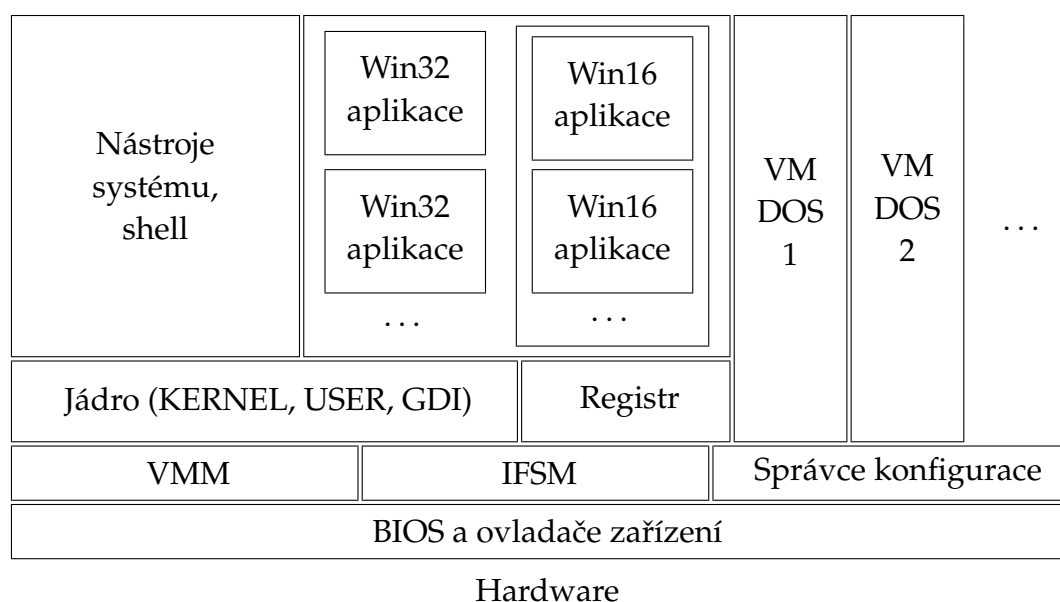 Nástroje
systému,
shell
Win32
aplikace
Win32
aplikace
. . .
Win16
aplikace
Win16
aplikace
. . .
VM
DOS
1
VM
DOS
2
. . .
Jádro (KERNEL, USER, GDI)
Registr
VMM
IFSM
Správce konfigurace
BIOS a ovladače zařízení
Hardware